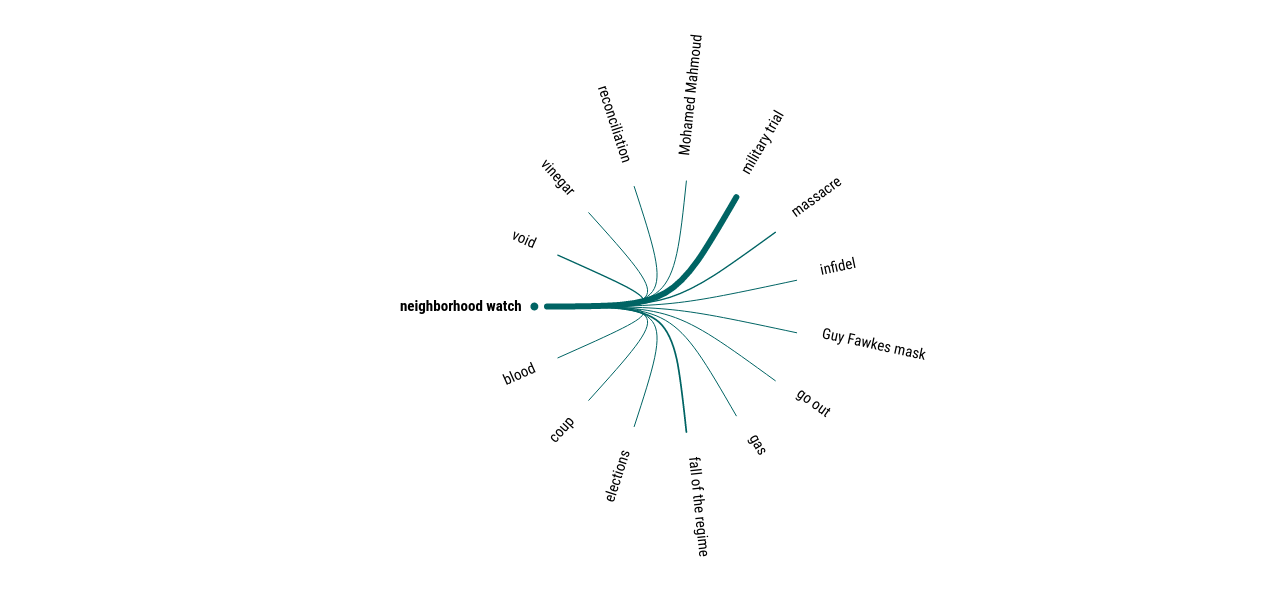 neighborhood watch
void
vinegar
reconciliation
Mohamed Mahmoud
military trial
massacre
infidel
Guy Fawkes mask
go out
gas
fall of the regime
elections
coup
blood